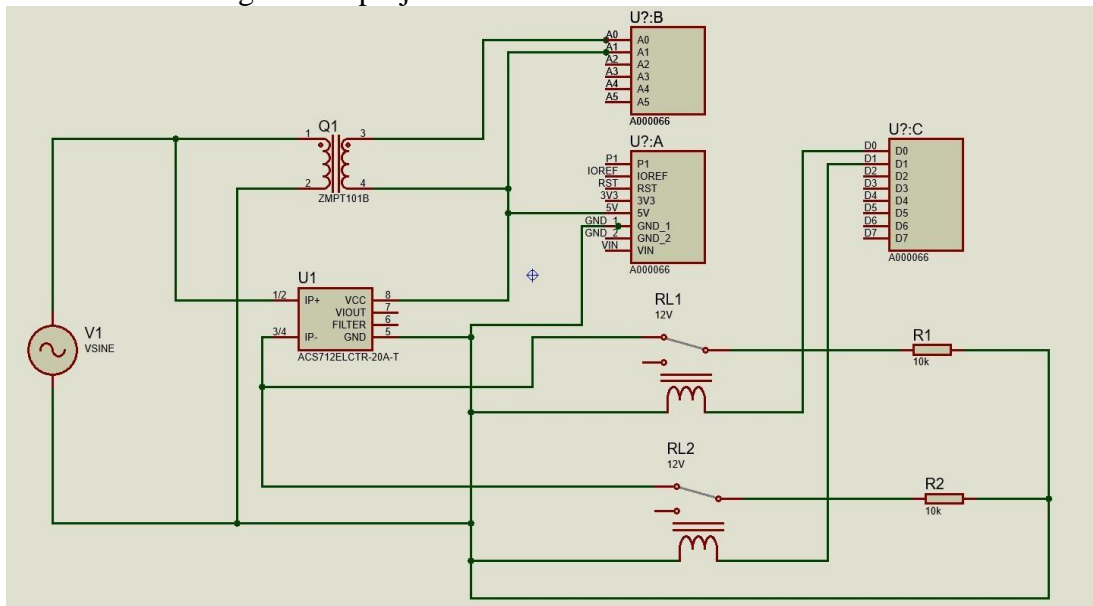 U?:B
A0 A0
A1 A1
A2 A2
A3 A3
A4 A4
A5 A5
A000066
U?:A
P1 P1
IOREF IOREF
RST RST
3V3 3V3
5V 5V
GND_1 GND_1
GND_2 GND_2
VIN VIN
A000066
U?:C
D0 D0
D1 D1
D2 D2
D3 D3
D4 D4
D5 D5
D6 D6
D7 D7
A000066
Q1
1 3
2 4
ZMPT101B
U1
1/2 IP+ VCC 8
VIOUT 7
FILTER 6
3/4 IP- GND 5
ACS712ELCTR-20A-T
V1
VSINE
RL1
12V
R1
10k
RL2
12V
R2
10k